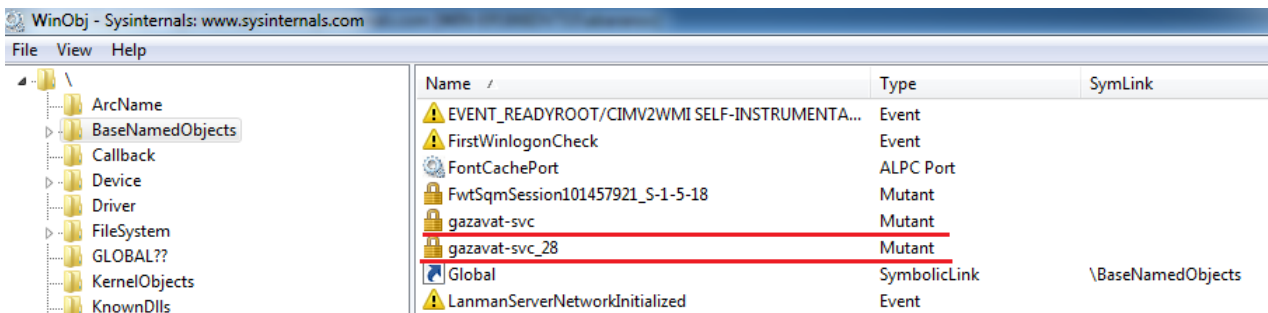 WinObj - Sysinternals: www.sysinternals.com
File View Help
\
ArcName
BaseNamedObjects
Callback
Device
Driver
FileSystem
GLOBAL??
KernelObjects
KnownDlls
Name Type SymLink
EVENT_READYROOT/CIMV2WMI SELF-INSTRUMENTA... Event
FirstWinlogonCheck Event
FontCachePort ALPC Port
FwtSqmSession101457921_S-1-5-18 Mutant
gazavat-svc Mutant
gazavat-svc_28 Mutant
Global SymbolicLink \BaseNamedObjects
LanmanServerNetworkInitialized Event